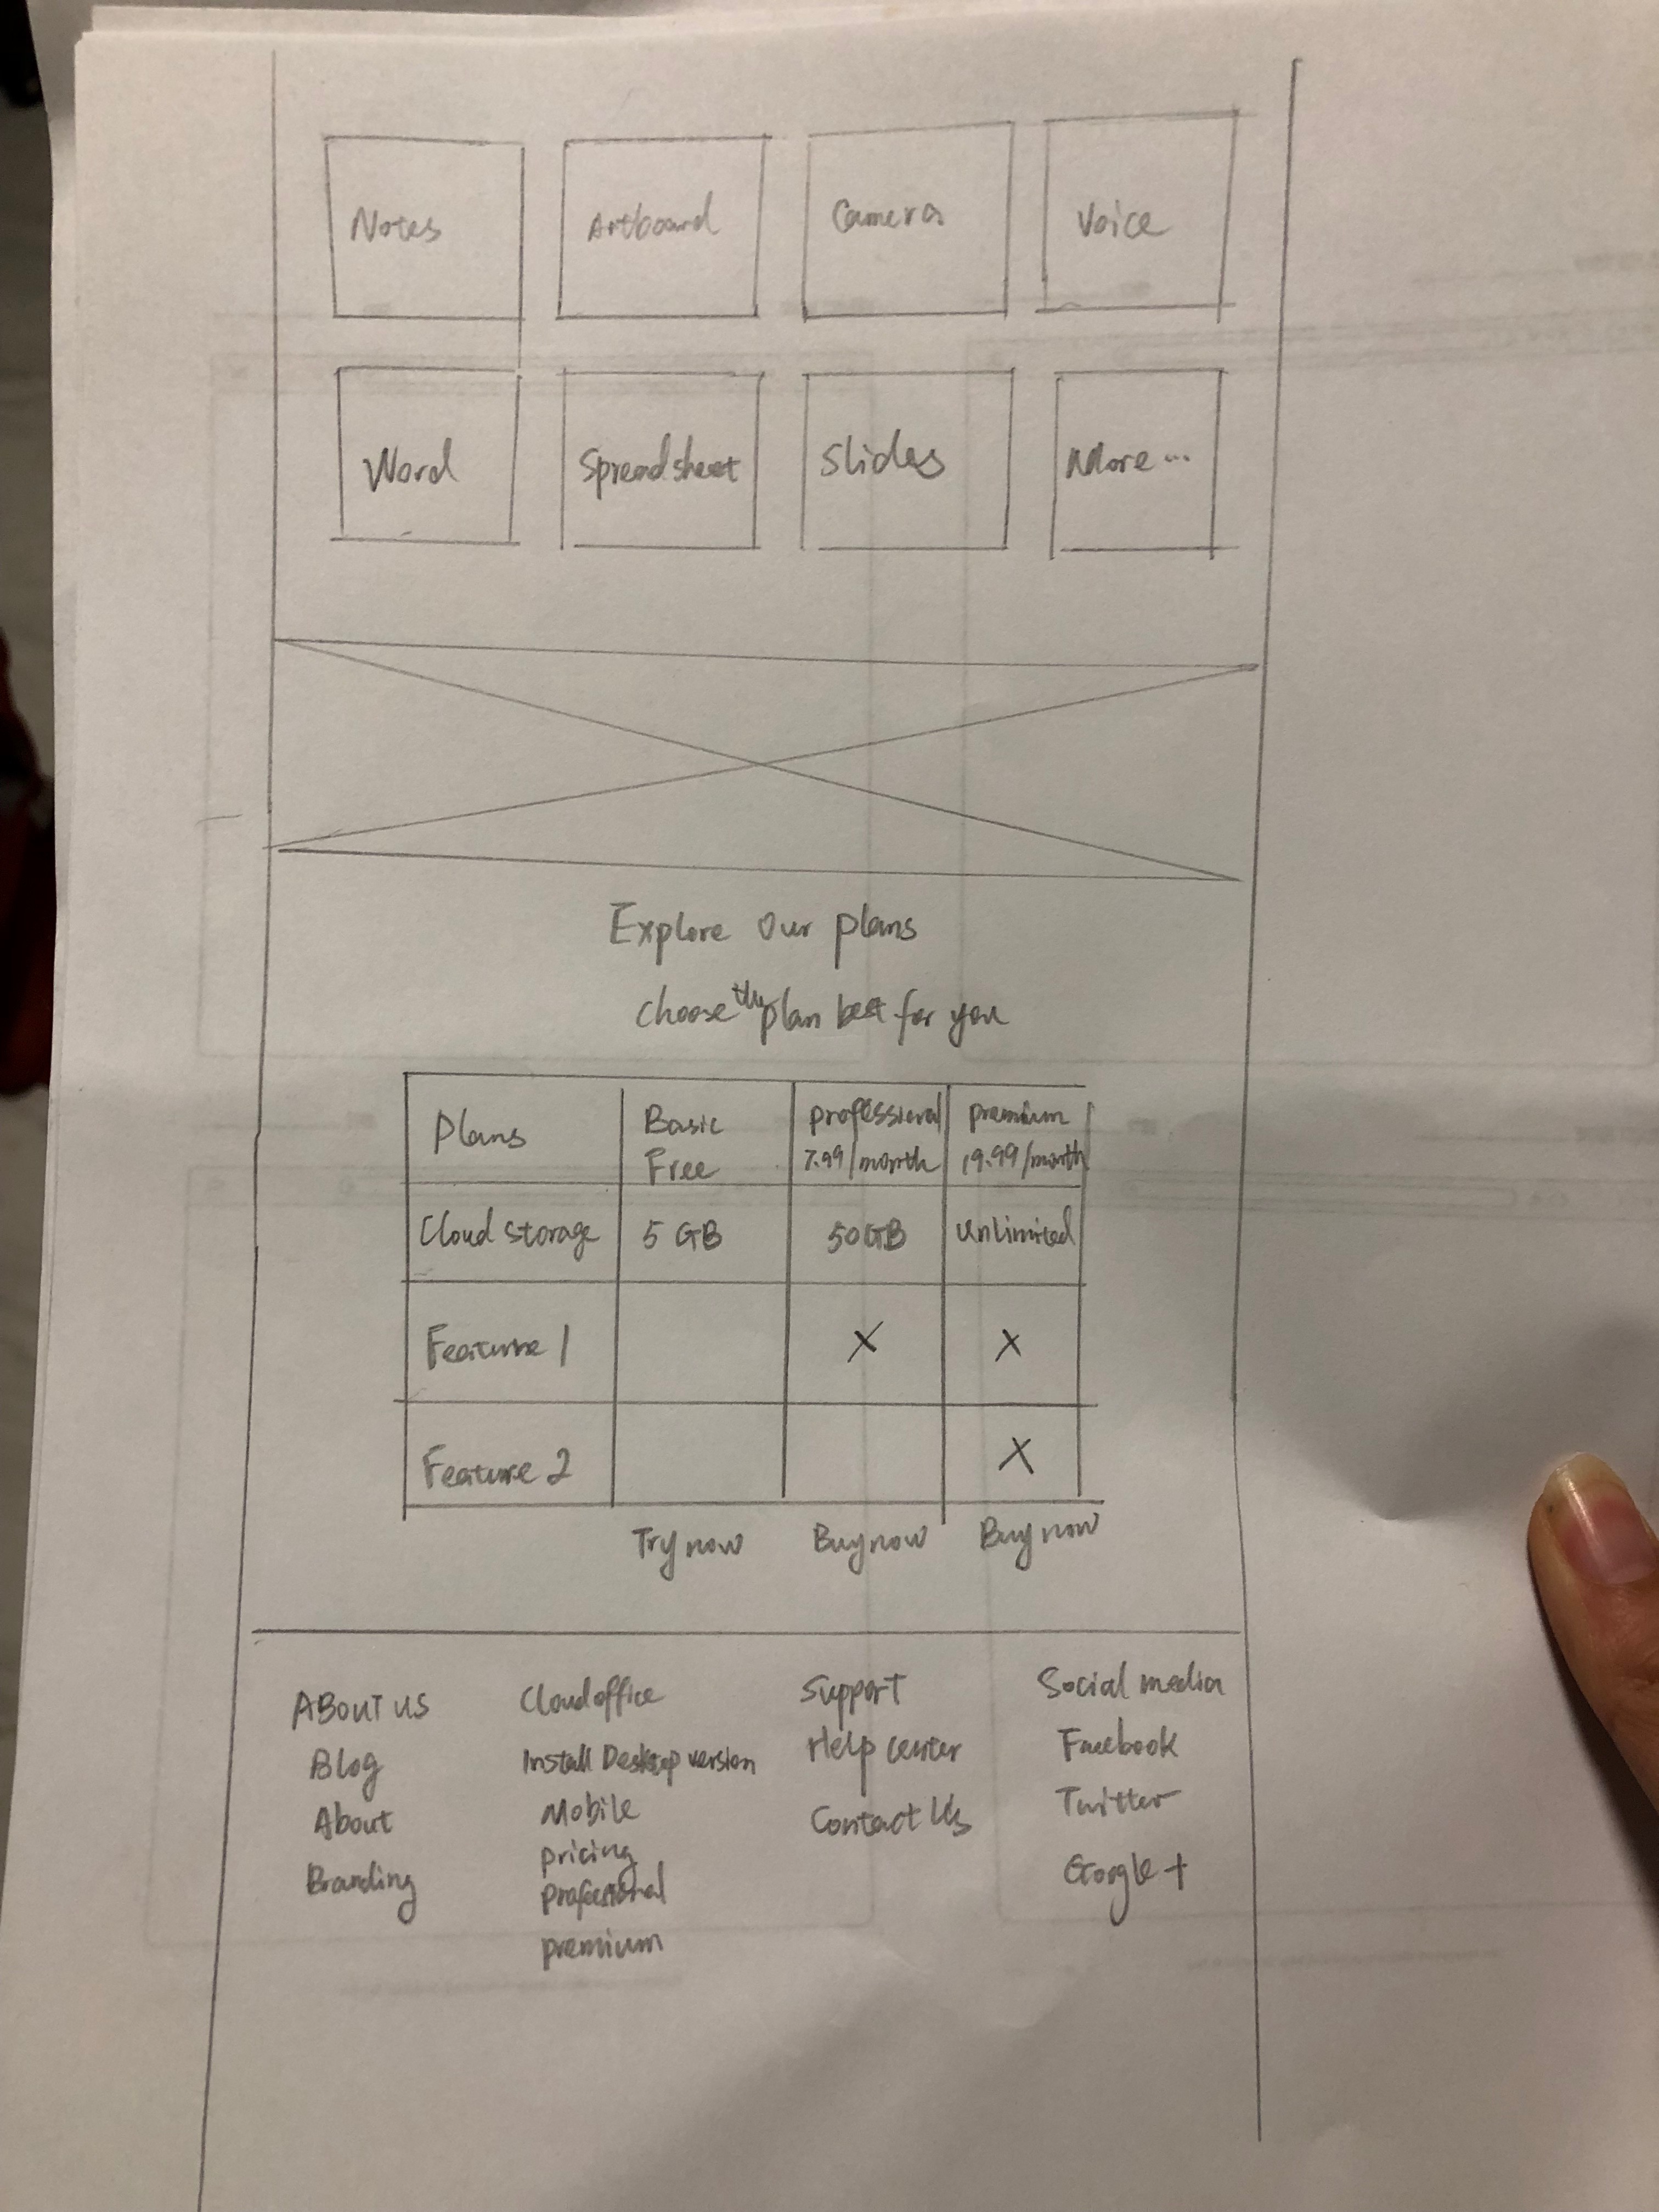 Notes
Artboard
Camera
Voice
Word
Spreadsheet
Slides
More...
Explore Our plans
choose the plan best for you
Plans
Basic
Free
professional
7.99/month
premium
19.99/month
Cloud storage
5 GB
50GB
Unlimited
Feature 1
X
X
Feature 2
X
Try now
Buy now
Buy now
ABout us
Blog
About
Branding
Cloud office
Install Desktop version
Mobile
pricing
professional
premium
Support
Help center
Contact Us
Social media
Facebook
Twitter
Google +